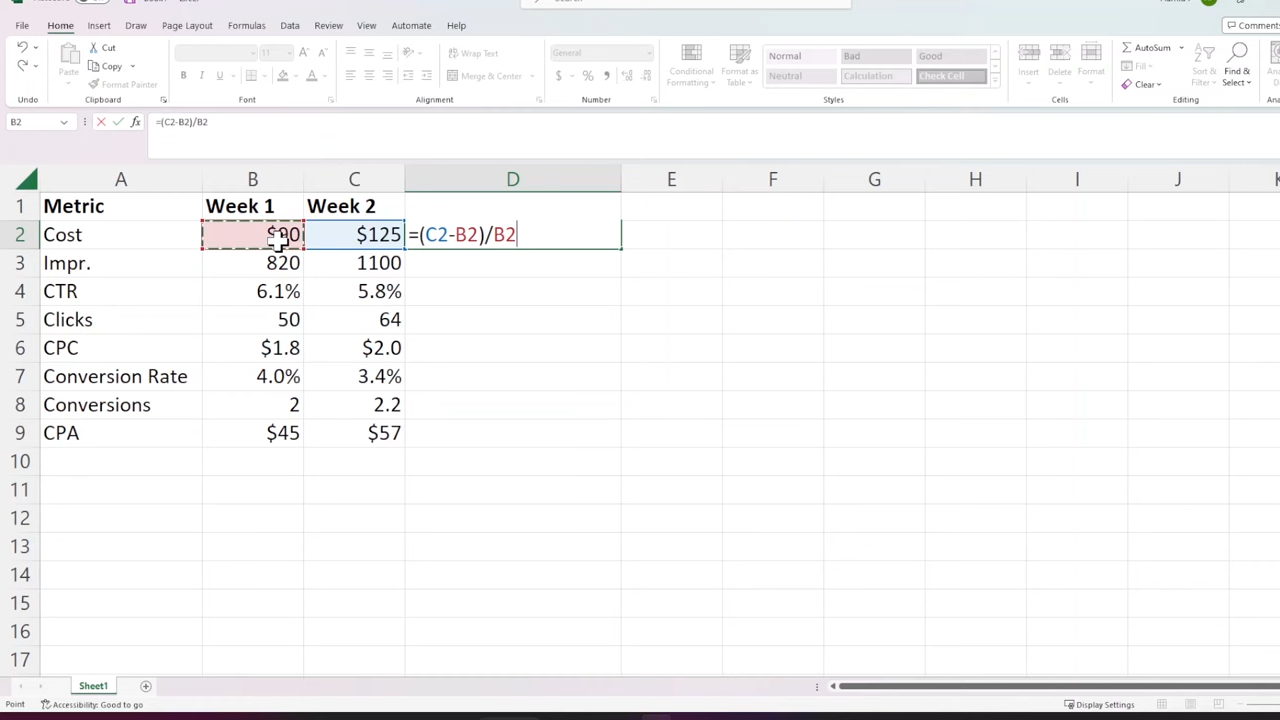 File Home Insert Draw Page Layout Formulas Data Review View Automate Help Comments
Cut
Copy
Format Painter
Paste
11
Wrap Text
Merge & Center
General
Conditional Formatting
Format as Table
Normal Bad Good
Neutral Calculation Check Cell
Insert Delete Format
AutoSum
Fill
Clear
Sort & Filter
Find & Select
Undo Clipboard Font Alignment Number Styles Cells Editing
B2 fx =(C2-B2)/B2
A B C D E F G H I J K
1 Metric Week 1 Week 2
2 Cost $125 =(C2-B2)/B2
3 Impr. 820 1100
4 CTR 6.1% 5.8%
5 Clicks 50 64
6 CPC $1.8 $2.0
7 Conversion Rate 4.0% 3.4%
8 Conversions 2 2.2
9 CPA $45 $57
10
11
12
13
14
15
16
17
Sheet1
Point Accessibility: Good to go Display Settings